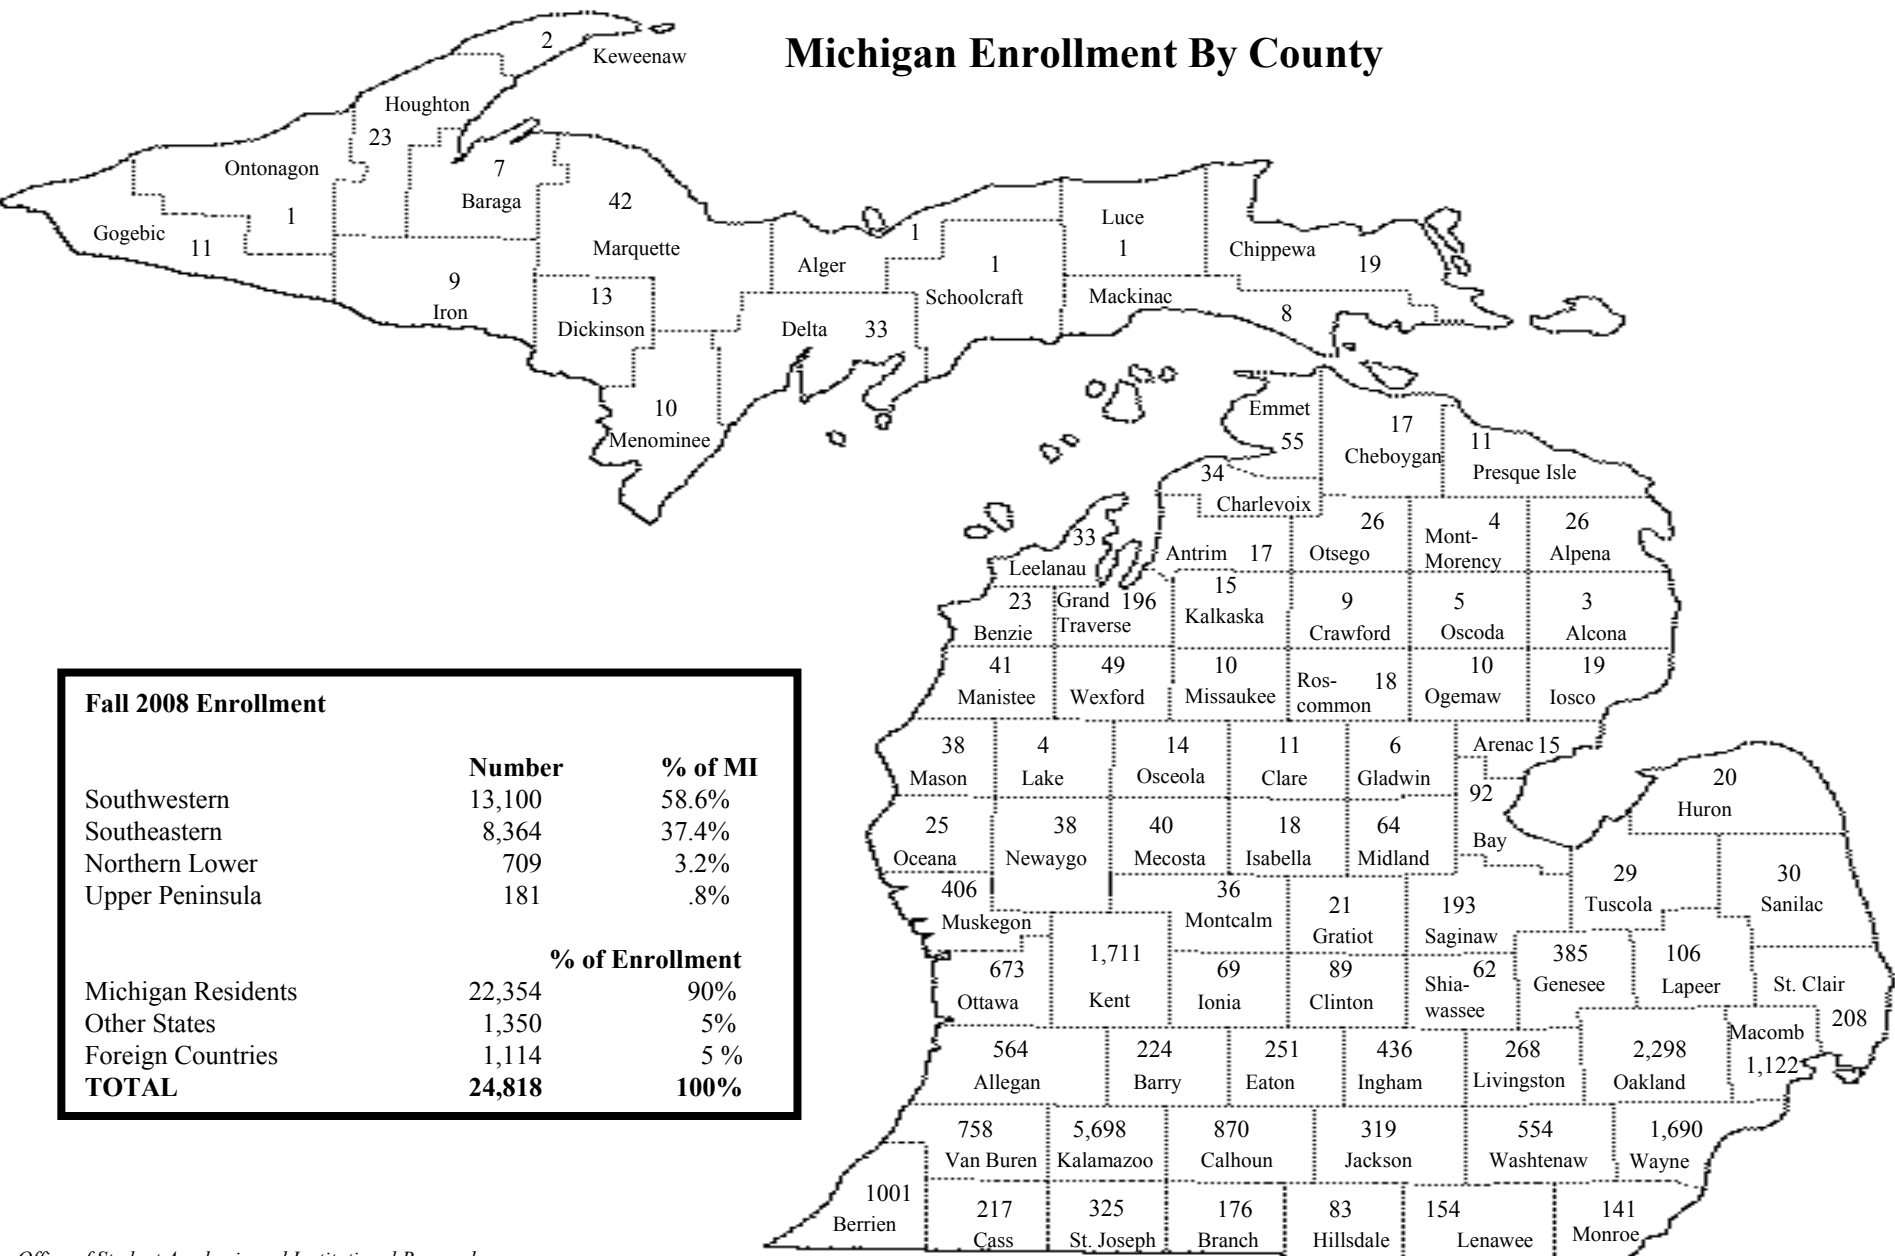 Michigan Enrollment By County
2
Keweenaw
Houghton
23
Ontonagon
1
7
Baraga
42
Marquette
Gogebic
11
9
Iron
13
Dickinson
10
Menominee
Alger
1
Delta 33
1
Schoolcraft
Luce
1
Chippewa
19
Mackinac
8
Emmet
55
17
Cheboygan
11
Presque Isle
34
Charlevoix
33
Leelanau
Antrim 17
26
Otsego
4
Mont-
Morency
26
Alpena
23
Benzie
Grand 196
Traverse
15
Kalkaska
9
Crawford
5
Oscoda
3
Alcona
41
Manistee
49
Wexford
10
Missaukee
Ros- 18
common
10
Ogemaw
19
Iosco
38
Mason
4
Lake
14
Osceola
11
Clare
6
Gladwin
Arenac 15
92
Bay
20
Huron
25
Oceana
38
Newaygo
40
Mecosta
18
Isabella
64
Midland
29
Tuscola
30
Sanilac
406
Muskegon
36
Montcalm
21
Gratiot
193
Saginaw
673
Ottawa
1,711
Kent
69
Ionia
89
Clinton
62
Shia-
wassee
385
Genesee
106
Lapeer
St. Clair
208
564
Allegan
224
Barry
251
Eaton
436
Ingham
268
Livingston
2,298
Oakland
Macomb
1,122
758
Van Buren
5,698
Kalamazoo
870
Calhoun
319
Jackson
554
Washtenaw
1,690
Wayne
1001
Berrien
217
Cass
325
St. Joseph
176
Branch
83
Hillsdale
154
Lenawee
141
Monroe
Fall 2008 Enrollment
Number % of MI
Southwestern 13,100 58.6%
Southeastern 8,364 37.4%
Northern Lower 709 3.2%
Upper Peninsula 181 .8%
% of Enrollment
Michigan Residents 22,354 90%
Other States 1,350 5%
Foreign Countries 1,114 5 %
TOTAL 24,818 100%